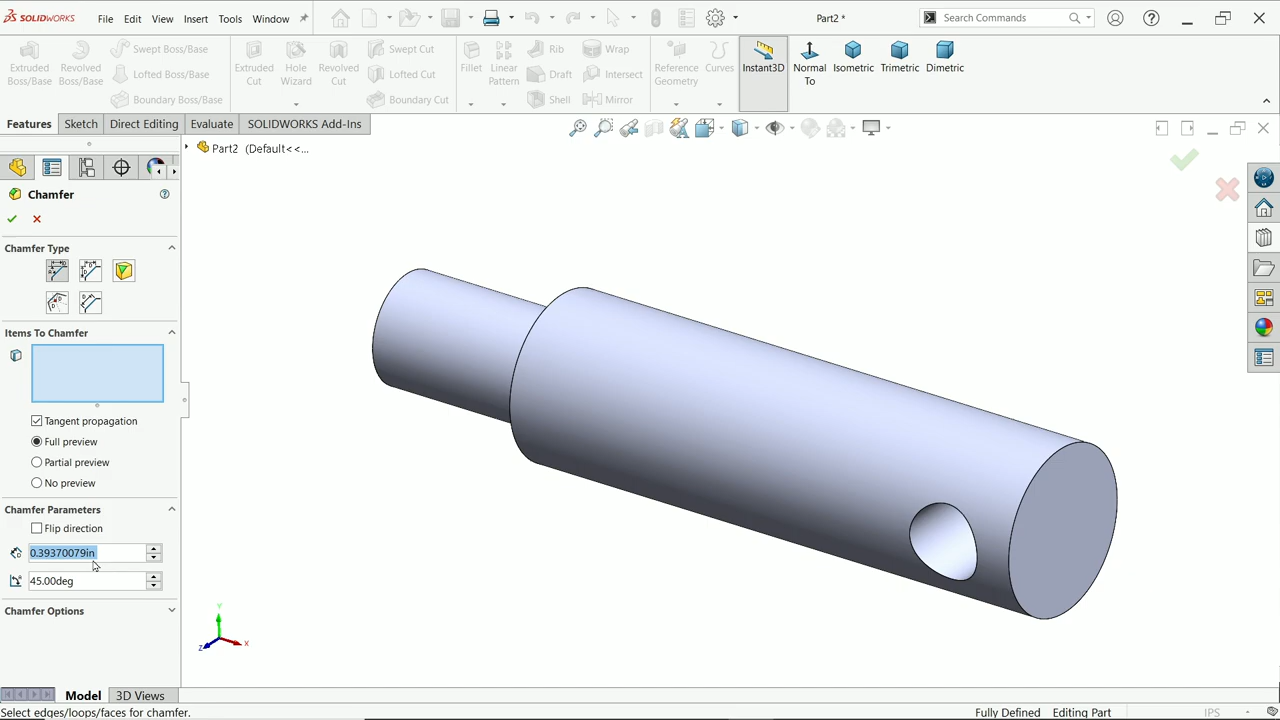 SOLIDWORKS File Edit View Insert Tools Window Part2 * Search Commands
Extruded Boss/Base
Revolved Boss/Base
Swept Boss/Base
Lofted Boss/Base
Boundary Boss/Base
Extruded Cut
Hole Wizard
Revolved Cut
Swept Cut
Lofted Cut
Boundary Cut
Fillet
Linear Pattern
Rib
Draft
Shell
Wrap
Intersect
Mirror
Reference Geometry
Curves
Instant3D
Normal To
Isometric
Trimetric
Dimetric
Features Sketch Direct Editing Evaluate SOLIDWORKS Add-Ins
Part2 (Default<<...
Chamfer
Chamfer Type
Items To Chamfer
Tangent propagation
Full preview
Partial preview
No preview
Chamfer Parameters
Flip direction
0.39370079in
45.00deg
Chamfer Options
Y
X
Z
Model 3D Views
Select edges/loops/faces for chamfer. Fully Defined Editing Part IPS